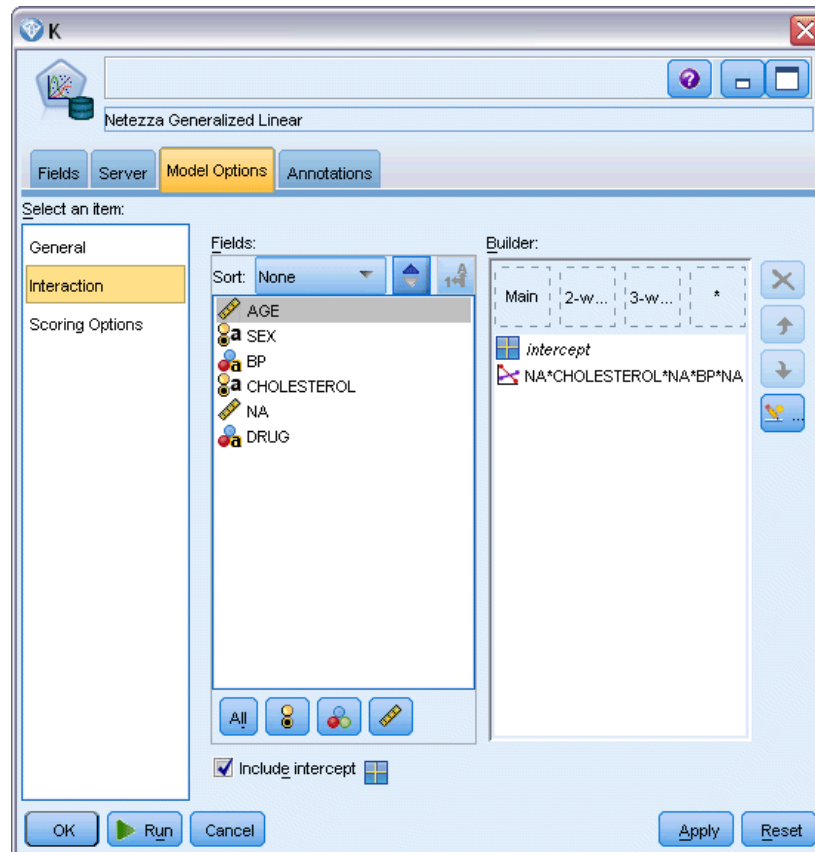 K
Netezza Generalized Linear
Fields Server Model Options Annotations
Select an item:
General
Interaction
Scoring Options
Fields:
Sort: None
AGE
SEX
BP
CHOLESTEROL
NA
DRUG
All
Include intercept
Builder:
Main 2-w... 3-w... *
intercept
NA*CHOLESTEROL*NA*BP*NA
...
OK Run Cancel Apply Reset